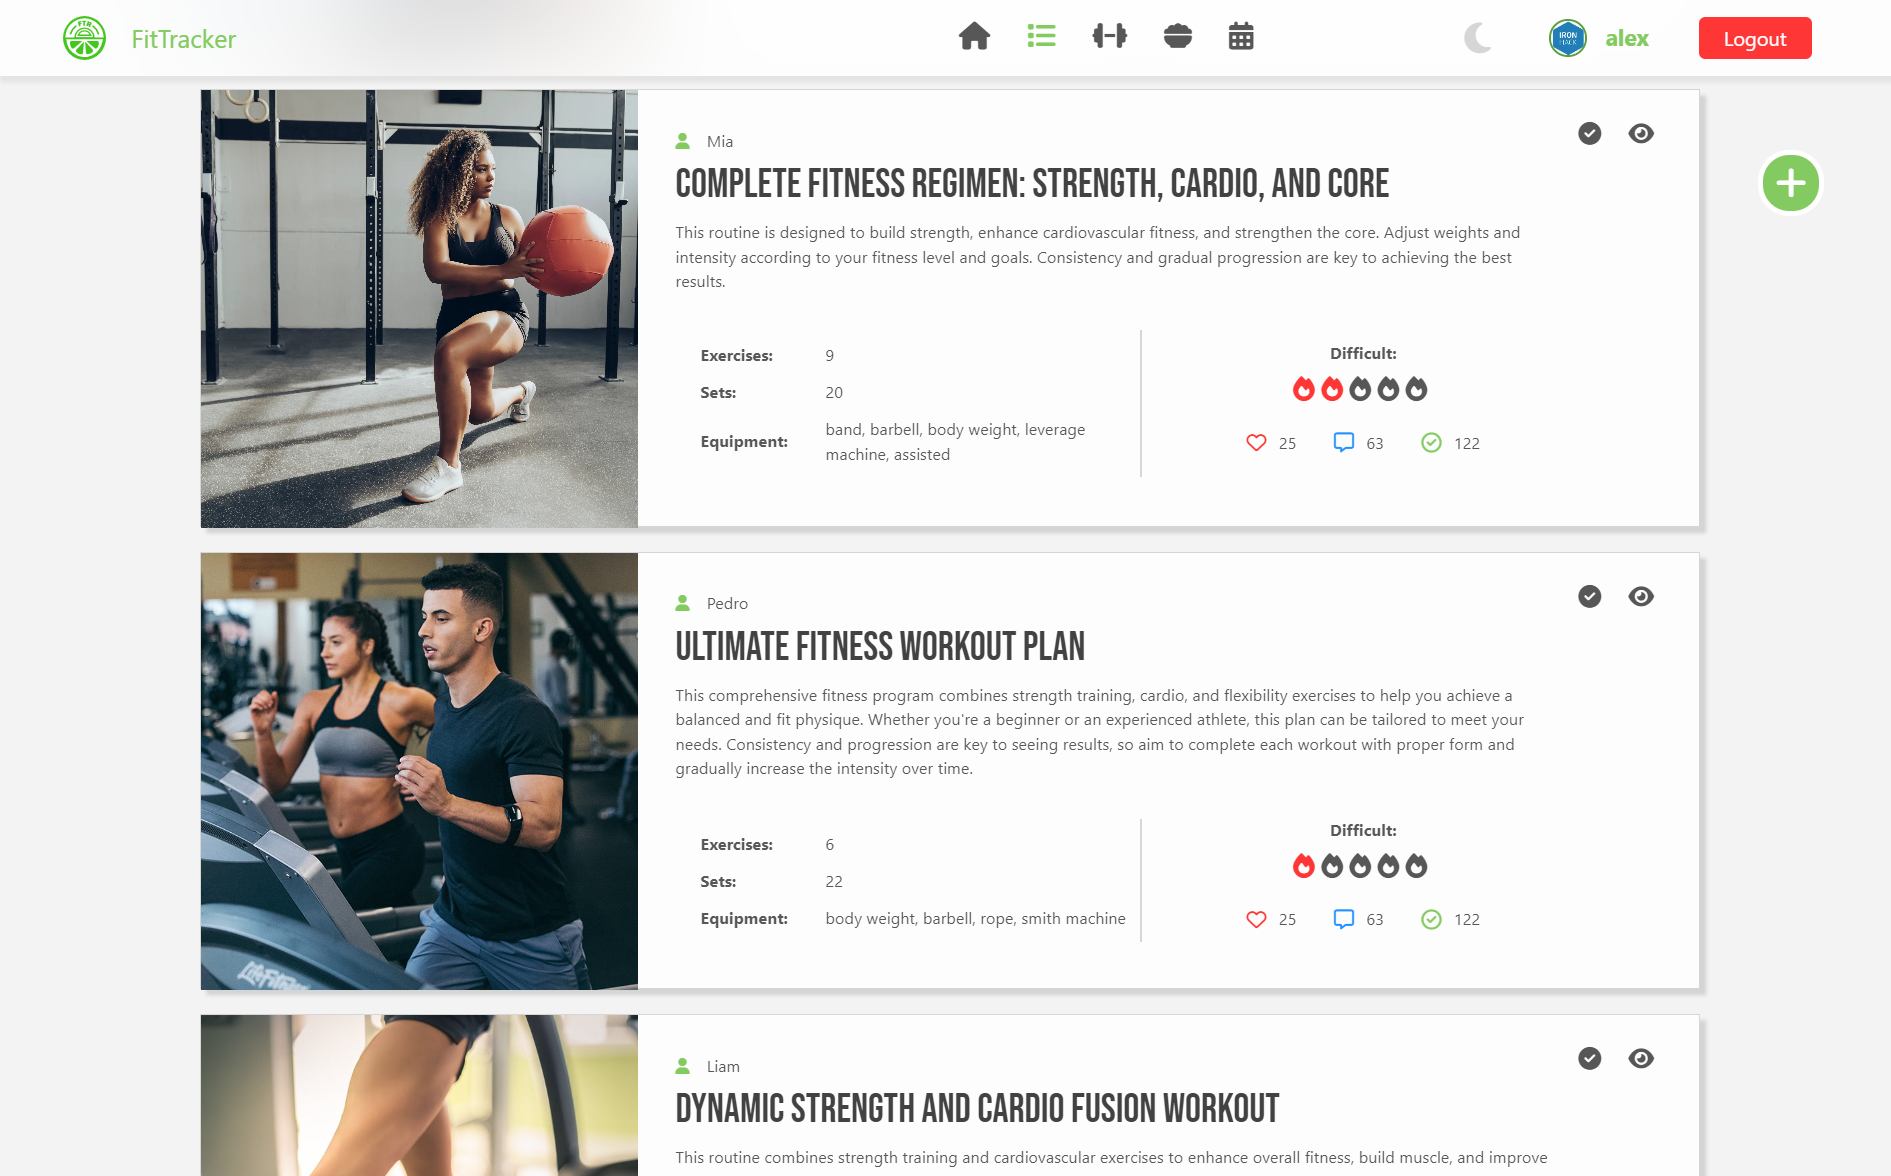 FTR
FitTracker
IRON
HACK
alex
Logout
Mia
COMPLETE FITNESS REGIMEN: STRENGTH, CARDIO, AND CORE
This routine is designed to build strength, enhance cardiovascular fitness, and strengthen the core. Adjust weights and
intensity according to your fitness level and goals. Consistency and gradual progression are key to achieving the best
results.
Exercises: 9
Sets: 20
Equipment: band, barbell, body weight, leverage
machine, assisted
Difficult:
25 63 122
Pedro
ULTIMATE FITNESS WORKOUT PLAN
This comprehensive fitness program combines strength training, cardio, and flexibility exercises to help you achieve a
balanced and fit physique. Whether you're a beginner or an experienced athlete, this plan can be tailored to meet your
needs. Consistency and progression are key to seeing results, so aim to complete each workout with proper form and
gradually increase the intensity over time.
Exercises: 6
Sets: 22
Equipment: body weight, barbell, rope, smith machine
Difficult:
25 63 122
LifeFitness
Liam
DYNAMIC STRENGTH AND CARDIO FUSION WORKOUT
This routine combines strength training and cardiovascular exercises to enhance overall fitness, build muscle, and improve